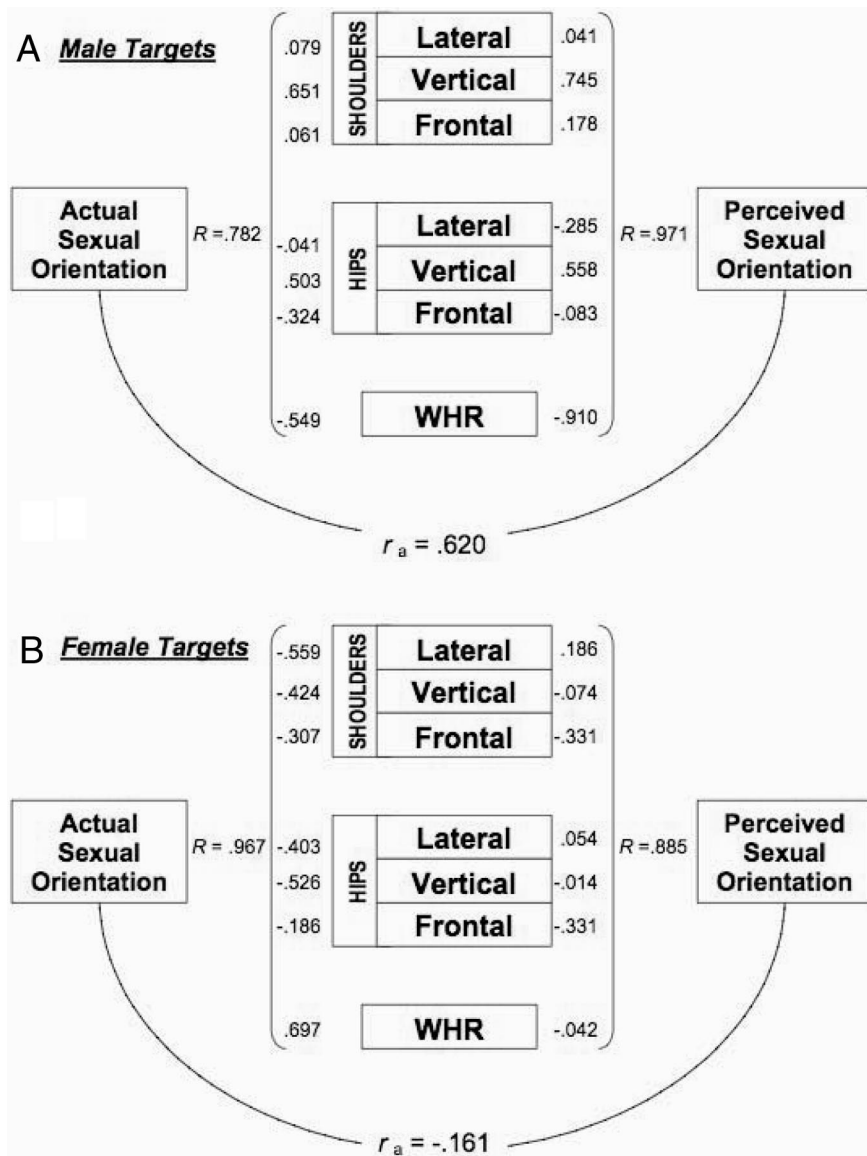 A Male Targets
SHOULDERS
.079 Lateral .041
.651 Vertical .745
.061 Frontal .178
Actual
Sexual
Orientation
R =.782
HIPS
-.041 Lateral -.285
.503 Vertical .558
-.324 Frontal -.083
R =.971
Perceived
Sexual
Orientation
-.549 WHR -.910
r a = .620
B Female Targets
SHOULDERS
-.559 Lateral .186
-.424 Vertical -.074
-.307 Frontal -.331
Actual
Sexual
Orientation
R = .967
HIPS
-.403 Lateral .054
-.526 Vertical -.014
-.186 Frontal -.331
R =.885
Perceived
Sexual
Orientation
.697 WHR -.042
r a = -.161